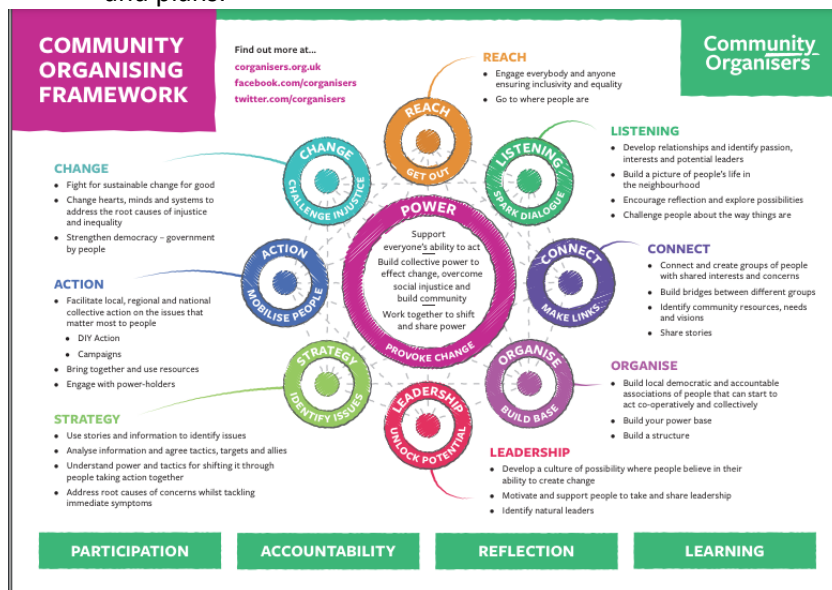 and plans.
COMMUNITY
ORGANISING
FRAMEWORK
Find out more at...
corganisers.org.uk
facebook.com/corganisers
twitter.com/corganisers
Community
Organisers
REACH
• Engage everybody and anyone
ensuring inclusivity and equality
• Go to where people are
LISTENING
• Develop relationships and identify passion,
interests and potential leaders
• Build a picture of people's life in
the neighbourhood
• Encourage reflection and explore possibilities
• Challenge people about the way things are
CONNECT
• Connect and create groups of people
with shared interests and concerns
• Build bridges between different groups
• Identify community resources, needs
and visions
• Share stories
ORGANISE
• Build local democratic and accountable
associations of people that can start to
act co-operatively and collectively
• Build your power base
• Build a structure
LEADERSHIP
• Develop a culture of possibility where people believe in their
ability to create change
• Motivate and support people to take and share leadership
• Identify natural leaders
STRATEGY
• Use stories and information to identify issues
• Analyse information and agree tactics, targets and allies
• Understand power and tactics for shifting it through
people taking action together
• Address root causes of concerns whilst tackling
immediate symptoms
ACTION
• Facilitate local, regional and national
collective action on the issues that
matter most to people
• DIY Action
• Campaigns
• Bring together and use resources
• Engage with power-holders
CHANGE
• Fight for sustainable change for good
• Change hearts, minds and systems to
address the root causes of injustice
and inequality
• Strengthen democracy – government
by people
REACH
GET OUT
LISTENING
SPARK DIALOGUE
CONNECT
MAKE LINKS
ORGANISE
BUILD BASE
LEADERSHIP
UNLOCK POTENTIAL
STRATEGY
IDENTIFY ISSUES
ACTION
MOBILISE PEOPLE
CHANGE
CHALLENGE INJUSTICE
POWER
Support
everyone's ability to act
Build collective power to
effect change, overcome
social injustice and
build community
Work together to shift
and share power
PROVOKE CHANGE
PARTICIPATION
ACCOUNTABILITY
REFLECTION
LEARNING